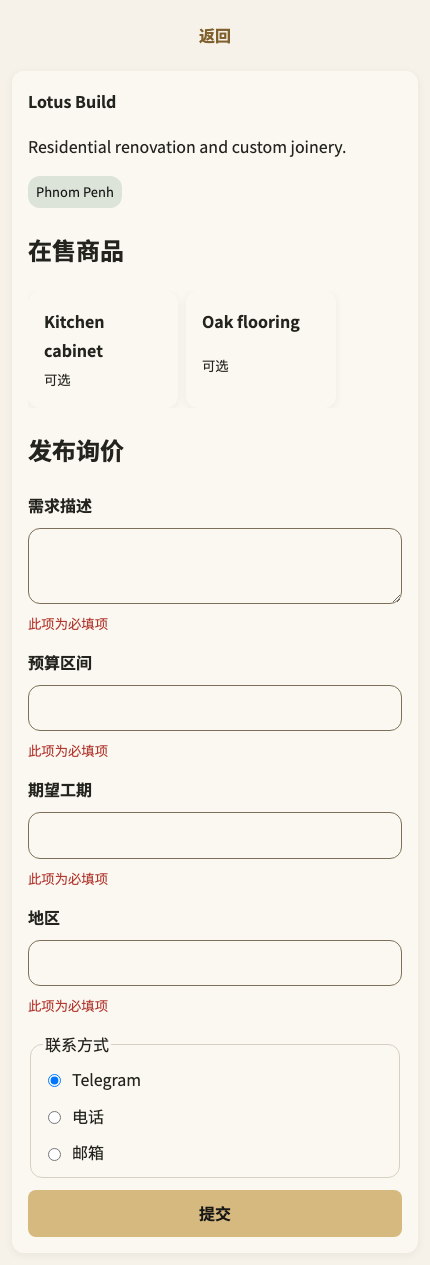 返回
Lotus Build
Residential renovation and custom joinery.
Phnom Penh
在售商品
Kitchen
cabinet
可选
Oak flooring
可选
发布询价
需求描述
此项为必填项
预算区间
此项为必填项
期望工期
此项为必填项
地区
此项为必填项
联系方式
Telegram
电话
邮箱
提交